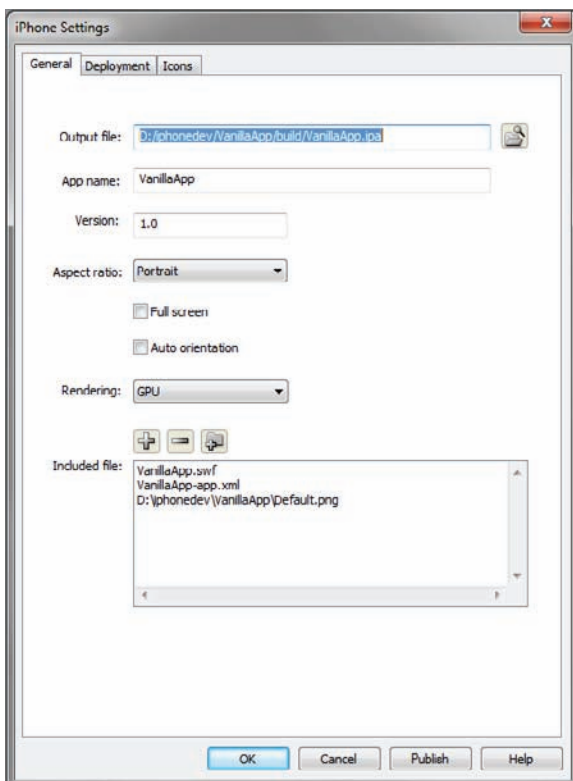 iPhone Settings
General Deployment Icons
Output file: D:/iphonedev/VanillaApp/build/VanillaApp.ipa
App name: VanillaApp
Version: 1.0
Aspect ratio: Portrait
Full screen
Auto orientation
Rendering: GPU
Included file:
VanillaApp.swf
VanillaApp-app.xml
D:\iphonedev\VanillaApp\Default.png
OK Cancel Publish Help